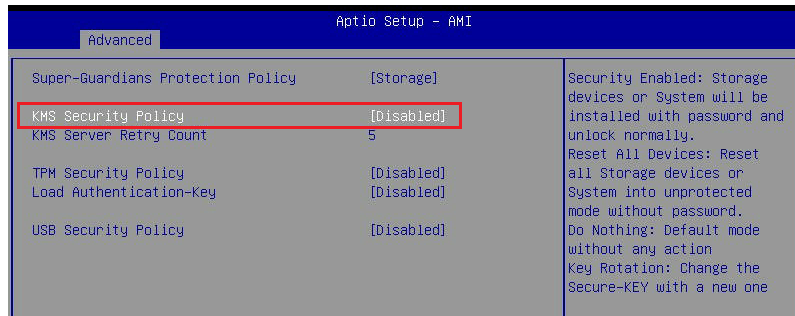 Aptio Setup - AMI
Advanced
Super-Guardians Protection Policy [Storage]
KMS Security Policy [Disabled]
KMS Server Retry Count 5
TPM Security Policy [Disabled]
Load Authentication-Key [Disabled]
USB Security Policy [Disabled]
Security Enabled: Storage
devices or System will be
installed with password and
unlock normally.
Reset All Devices: Reset
all Storage devices or
System into unprotected
mode without password.
Do Nothing: Default mode
without any action
Key Rotation: Change the
Secure-KEY with a new one